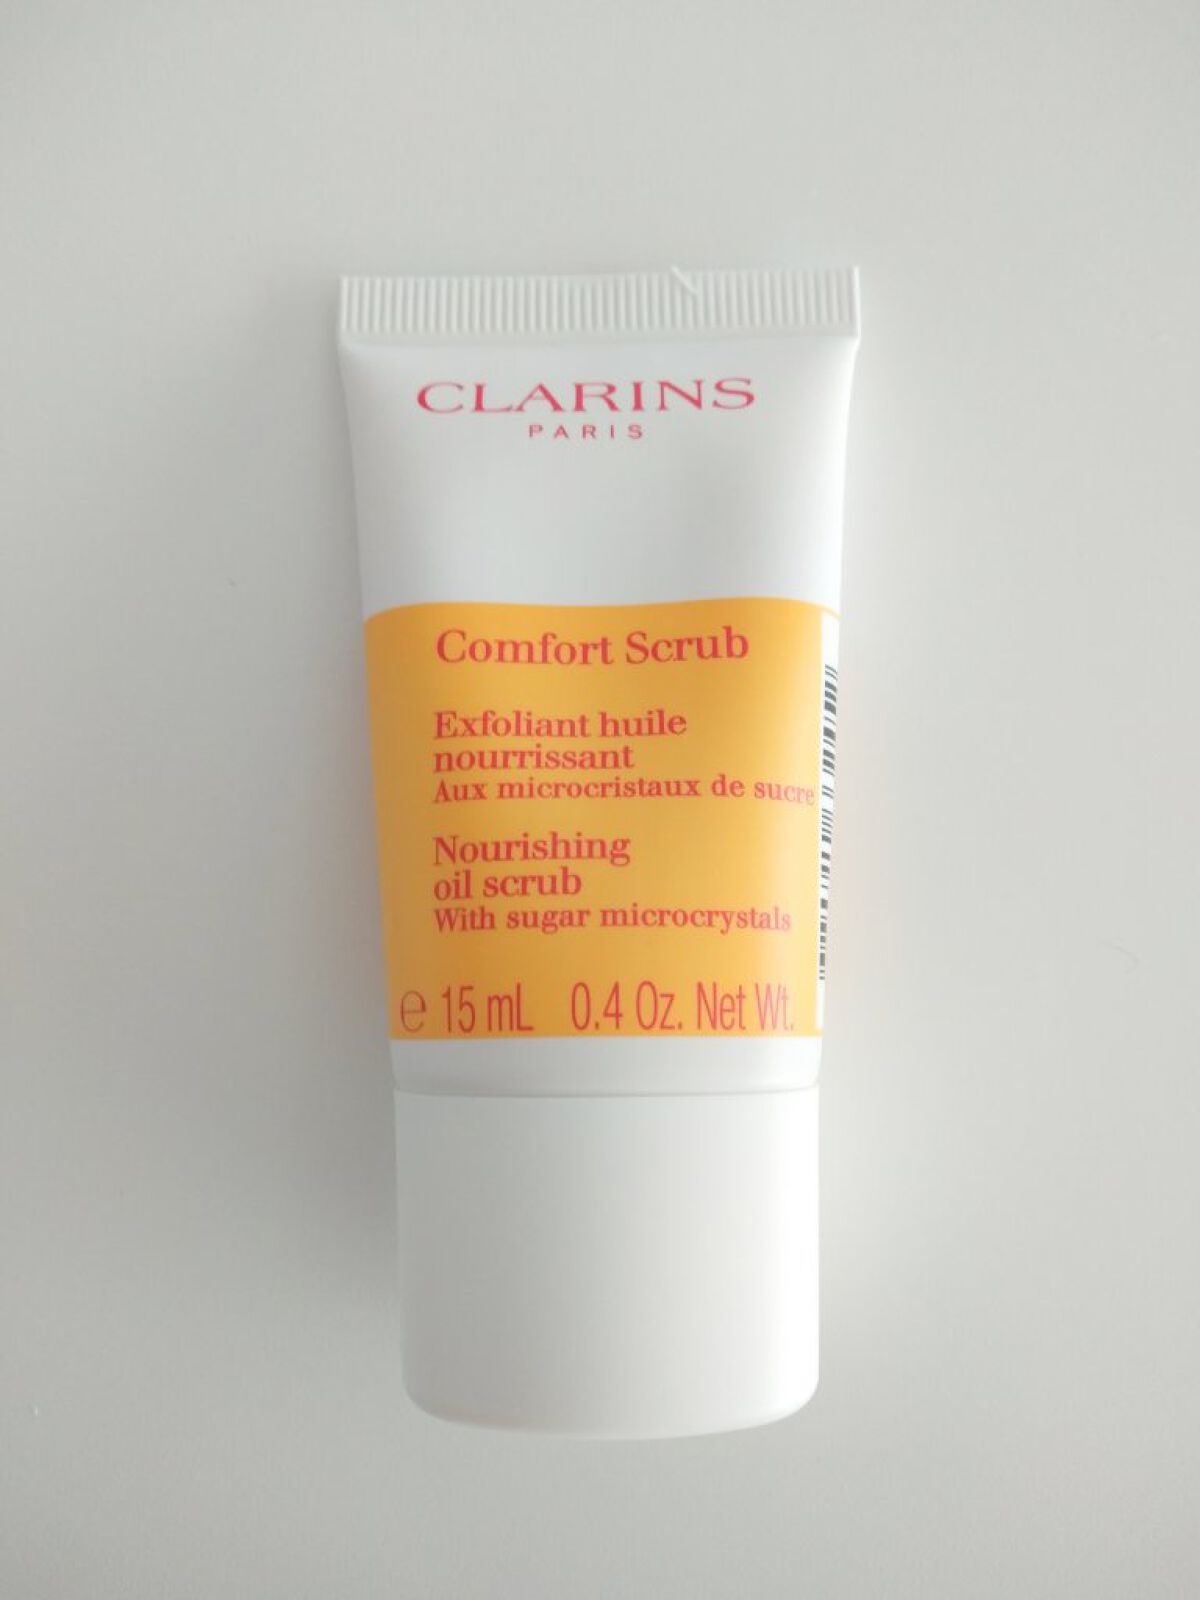 CLARINS
PARIS
Comfort Scrub
Exfoliant huile
nourrissant
Aux microcristaux de sucre
Nourishing
oil scrub
With sugar microcrystals
℮ 15 mL 0.4 Oz. Net Wt.